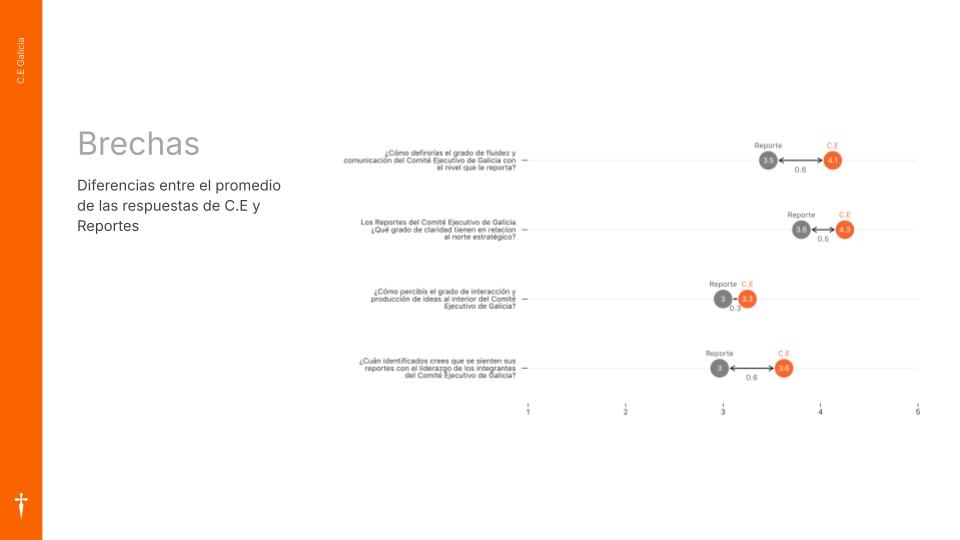 C.E Galicia
Brechas
Diferencias entre el promedio
de las respuestas de C.E y
Reportes
¿Cómo definirías el grado de fluidez y
comunicación del Comité Ejecutivo de Galicia con
el nivel que le reporta?
Reporte C.E
3.5 4.1
0.6
Los Reportes del Comité Ejecutivo de Galicia
¿Qué grado de claridad tienen en relacion
al norte estratégico?
Reporte C.E
3.8 4.3
0.5
¿Cómo percibís el grado de interacción y
producción de ideas al interior del Comité
Ejecutivo de Galicia?
Reporte C.E
3 3.3
0.3
¿Cuán identificados crees que se sienten sus
reportes con el liderazgo de los integrantes
del Comité Ejecutivo de Galicia?
Reporte C.E
3 3.6
0.6
1 2 3 4 5